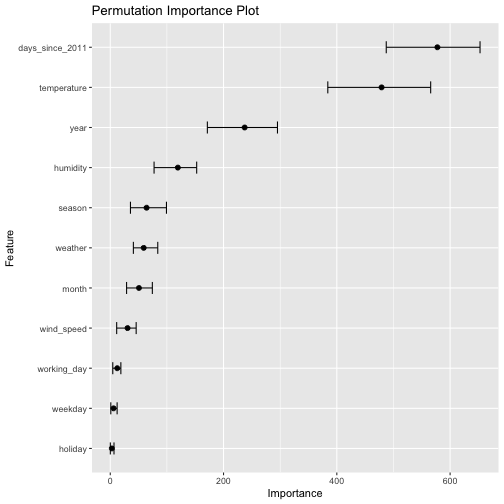 Permutation Importance Plot
Feature
days_since_2011
temperature
year
humidity
season
weather
month
wind_speed
working_day
weekday
holiday
0 200 400 600
Importance